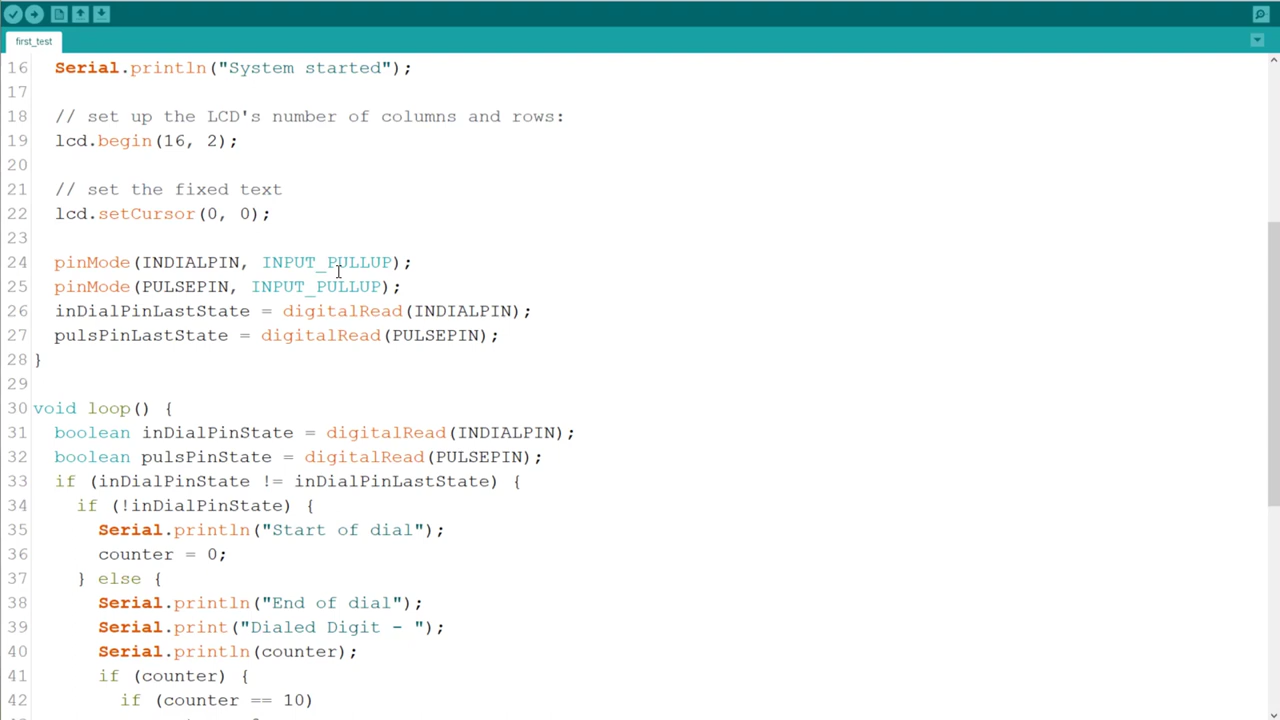 first_test
16 Serial.println("System started");
17
18 // set up the LCD's number of columns and rows:
19 lcd.begin(16, 2);
20
21 // set the fixed text
22 lcd.setCursor(0, 0);
23
24 pinMode(INDIALPIN, INPUT_PULLUP);
25 pinMode(PULSEPIN, INPUT_PULLUP);
26 inDialPinLastState = digitalRead(INDIALPIN);
27 pulsPinLastState = digitalRead(PULSEPIN);
28 }
29
30 void loop() {
31 boolean inDialPinState = digitalRead(INDIALPIN);
32 boolean pulsPinState = digitalRead(PULSEPIN);
33 if (inDialPinState != inDialPinLastState) {
34 if (!inDialPinState) {
35 Serial.println("Start of dial");
36 counter = 0;
37 } else {
38 Serial.println("End of dial");
39 Serial.print("Dialed Digit - ");
40 Serial.println(counter);
41 if (counter) {
42 if (counter == 10)